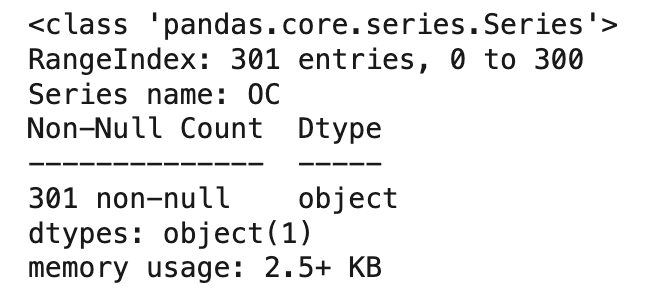 <class 'pandas.core.series.Series'>
RangeIndex: 301 entries, 0 to 300
Series name: OC
Non-Null Count  Dtype
--------------  -----
301 non-null    object
dtypes: object(1)
memory usage: 2.5+ KB